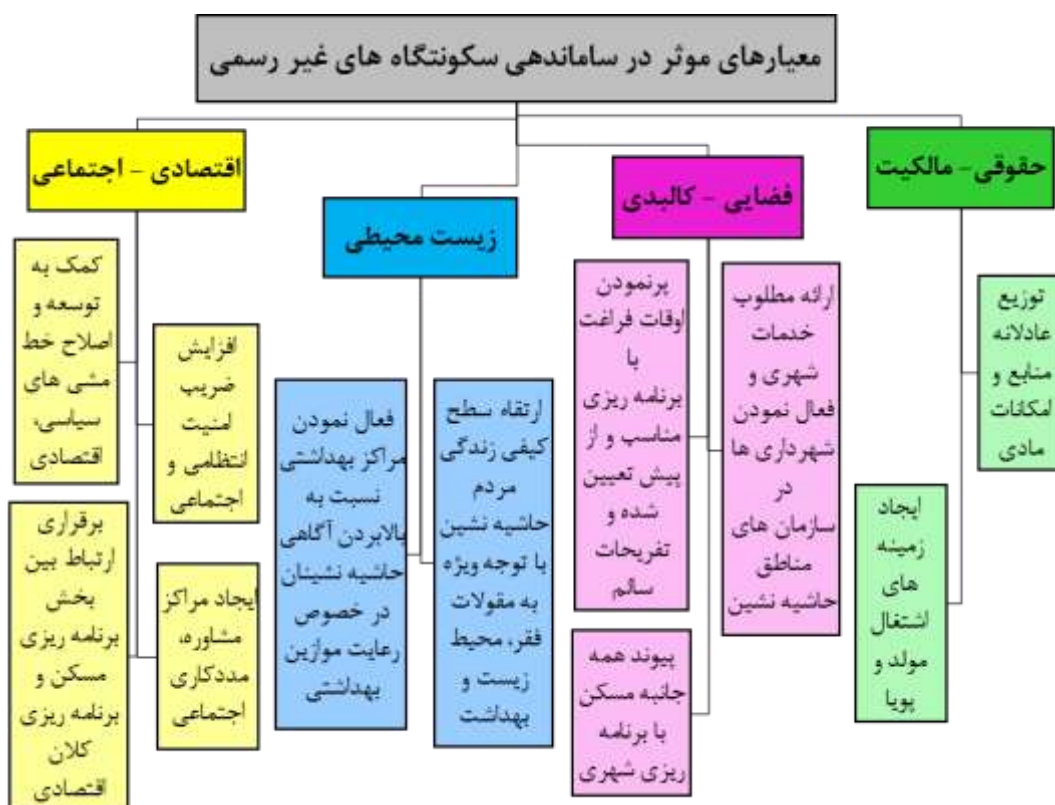 معیارهای موثر در ساماندهی سکونتگاه های غیر رسمی
حقوقی- مالکیت
توزیع
عادلانه
منابع و
امکانات
مادی
ایجاد
زمینه
های
اشتغال
مولد و
پویا
فضایی - کالبدی
ارائه مطلوب
خدمات
شهری و
فعال نمودن
شهرداری ها
در
سازمان های
مناطق
حاشیه نشین
پرنمودن
اوقات فراغت
با
برنامه ریزی
مناسب و از
پیش تعیین
شده و
تفریحات
سالم
پیوند همه
جانبه مسکن
با برنامه
ریزی شهری
زیست محیطی
ارتقاء سطح
کیفی زندگی
مردم
حاشیه نشین
با توجه ویژه
به مقولات
فقر، محیط
زیست و
بهداشت
فعال نمودن
مراکز بهداشتی
نسبت به
بالابردن آگاهی
حاشیه نشینان
در خصوص
رعایت موازین
بهداشتی
اقتصادی - اجتماعی
افزایش
ضریب
امنیت
انتظامی و
اجتماعی
ایجاد مراکز
مشاوره،
مددکاری
اجتماعی
کمک به
توسعه و
اصلاح خط
مشی های
سیاسی،
اقتصادی
برقراری
ارتباط بین
بخش
برنامه ریزی
مسکن و
برنامه ریزی
کلان
اقتصادی